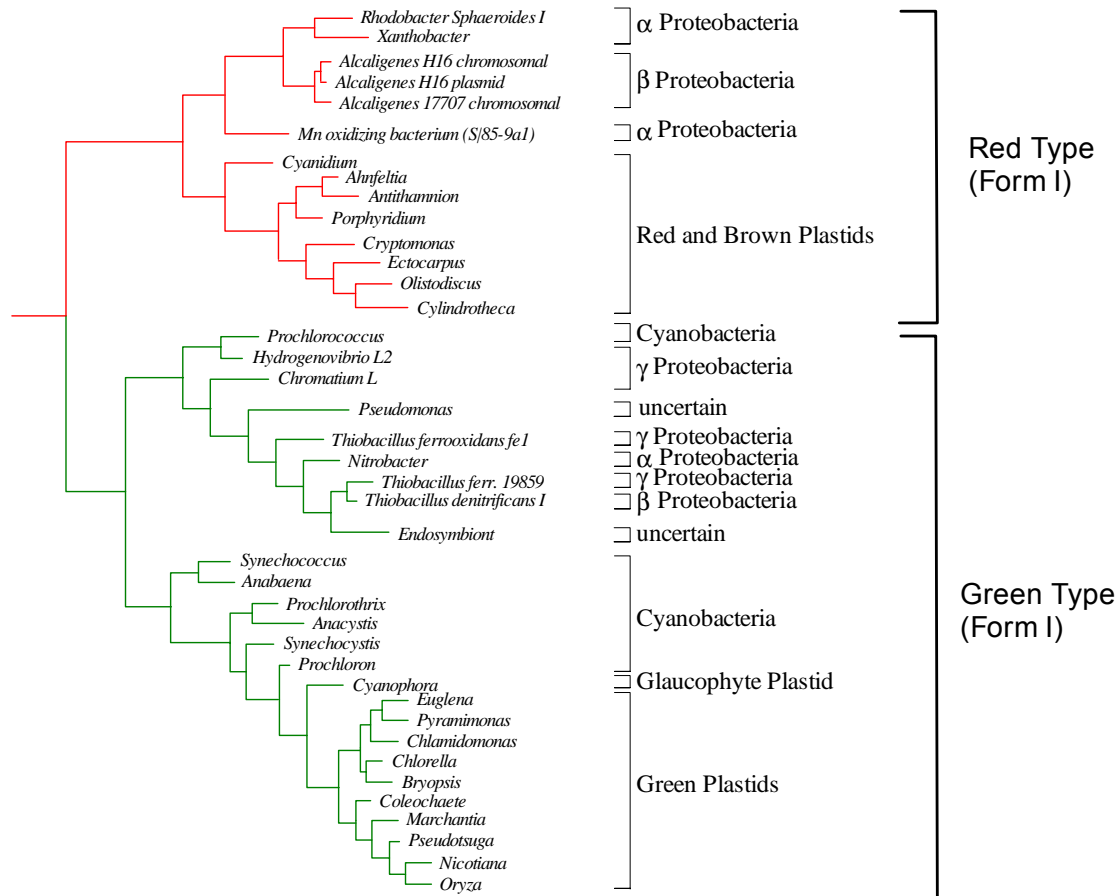 Rhodobacter Sphaeroides I
Xanthobacter
α Proteobacteria
Alcaligenes H16 chromosomal
Alcaligenes H16 plasmid
Alcaligenes 17707 chromosomal
β Proteobacteria
Mn oxidizing bacterium (S|85-9a1)
α Proteobacteria
Cyanidium
Ahnfeltia
Antithamnion
Porphyridium
Cryptomonas
Ectocarpus
Olistodiscus
Cylindrotheca
Red and Brown Plastids
Red Type
(Form I)
Prochlorococcus
Cyanobacteria
Hydrogenovibrio L2
Chromatium L
γ Proteobacteria
Pseudomonas
uncertain
Thiobacillus ferrooxidans fe1
γ Proteobacteria
Nitrobacter
α Proteobacteria
Thiobacillus ferr. 19859
γ Proteobacteria
Thiobacillus denitrificans I
β Proteobacteria
Endosymbiont
uncertain
Synechococcus
Anabaena
Prochlorothrix
Anacystis
Synechocystis
Prochloron
Cyanobacteria
Cyanophora
Glaucophyte Plastid
Euglena
Pyramimonas
Chlamidomonas
Chlorella
Bryopsis
Coleochaete
Marchantia
Pseudotsuga
Nicotiana
Oryza
Green Plastids
Green Type
(Form I)